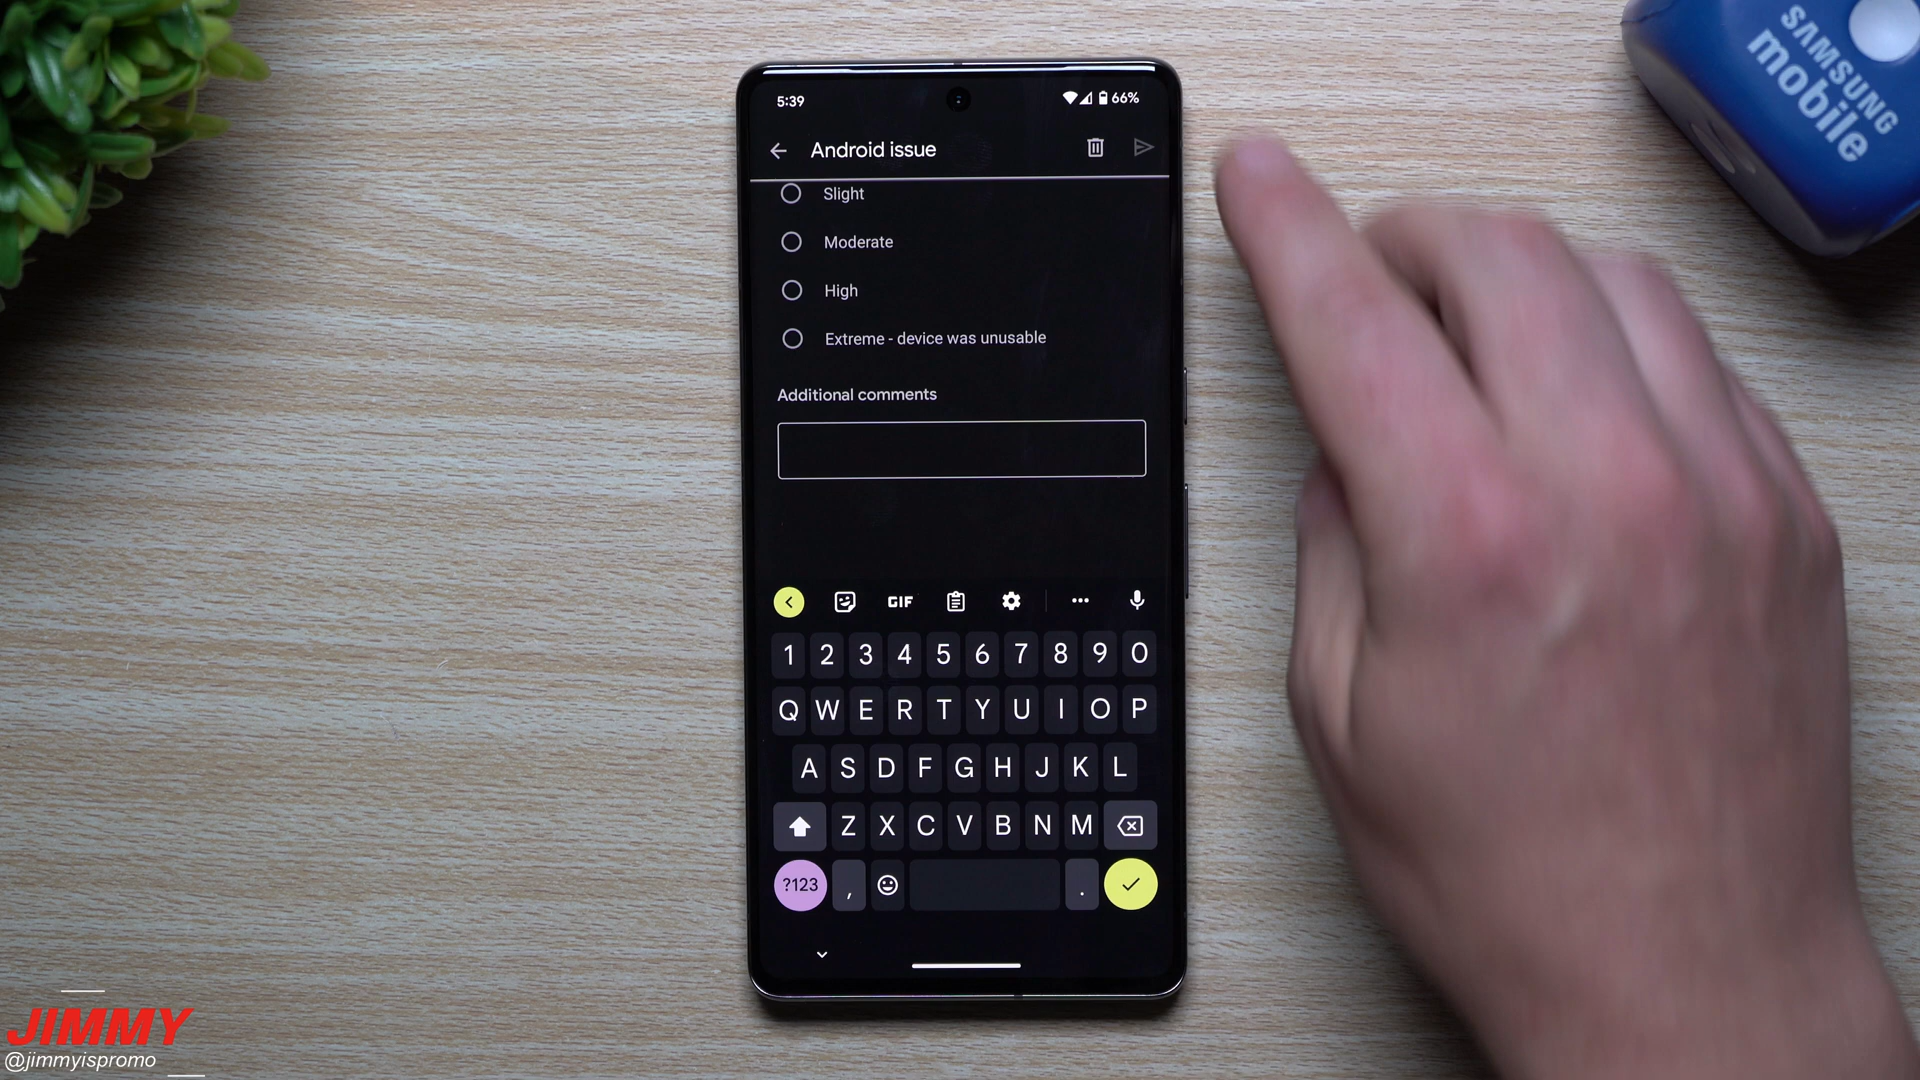 SAMSUNG
mobile
5:39
66%
Android issue
Slight
Moderate
High
Extreme - device was unusable
Additional comments
GIF
1 2 3 4 5 6 7 8 9 0
Q W E R T Y U I O P
A S D F G H J K L
Z X C V B N M
?123 , .
JIMMY
@jimmyispromo